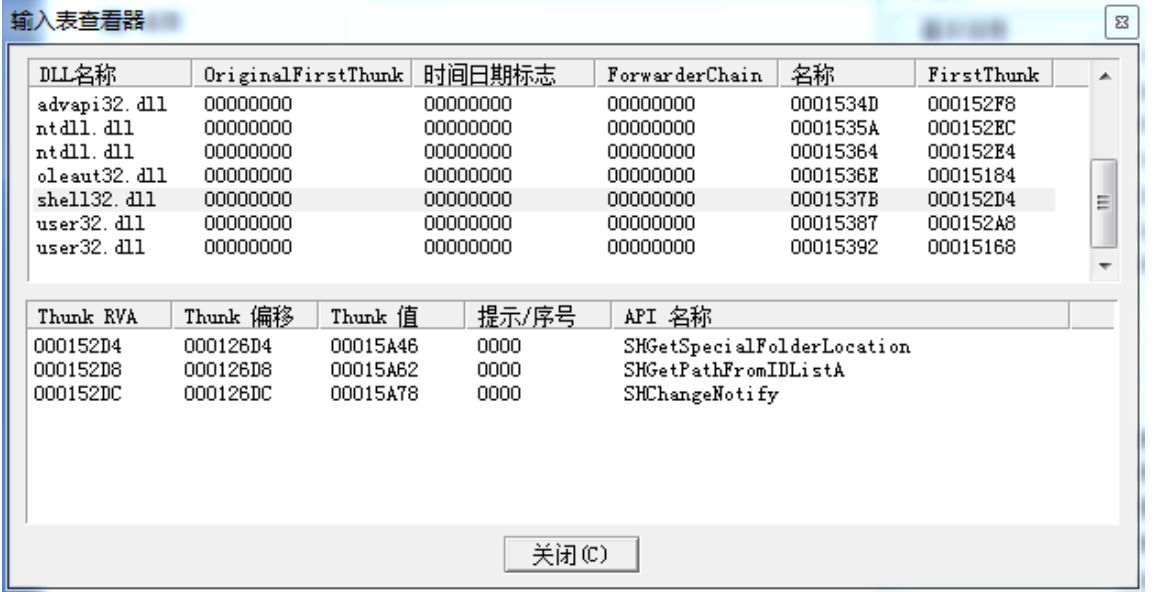 输入表查看器
DLL名称 OriginalFirstThunk 时间日期标志 ForwarderChain 名称 FirstThunk
advapi32.dll 00000000 00000000 00000000 0001534D 000152F8
ntdll.dll 00000000 00000000 00000000 0001535A 000152EC
ntdll.dll 00000000 00000000 00000000 00015364 000152E4
oleaut32.dll 00000000 00000000 00000000 0001536E 00015184
shell32.dll 00000000 00000000 00000000 0001537B 000152D4
user32.dll 00000000 00000000 00000000 00015387 000152A8
user32.dll 00000000 00000000 00000000 00015392 00015168
Thunk RVA Thunk 偏移 Thunk 值 提示/序号 API 名称
000152D4 000126D4 00015A46 0000 SHGetSpecialFolderLocation
000152D8 000126D8 00015A62 0000 SHGetPathFromIDListA
000152DC 000126DC 00015A78 0000 SHChangeNotify
关闭(C)